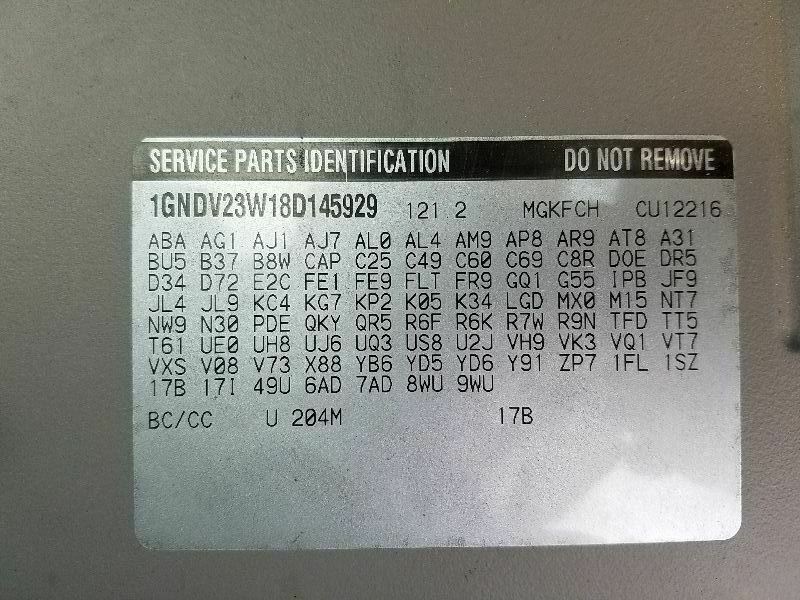 SERVICE PARTS IDENTIFICATION DO NOT REMOVE
1GNDV23W18D145929 121 2 MGKFCH CU12216
ABA AG1 AJ1 AJ7 AL0 AL4 AM9 AP8 AR9 AT8 A31
BU5 B37 B8W CAP C25 C49 C60 C69 C8R D0E DR5
D34 D72 E2C FE1 FE9 FLT FR9 GQ1 G55 IPB JF9
JL4 JL9 KC4 KG7 KP2 K05 K34 LGD MX0 M15 NT7
NW9 N30 PDE QKY QR5 R6F R6K R7W R9N TFD TT5
T61 UE0 UH8 UJ6 UQ3 US8 U2J VH9 VK3 VQ1 VT7
VXS V08 V73 X88 YB6 YD5 YD6 Y91 ZP7 1FL 1SZ
17B 17I 49U 6AD 7AD 8WU 9WU
BC/CC U 204M 17B